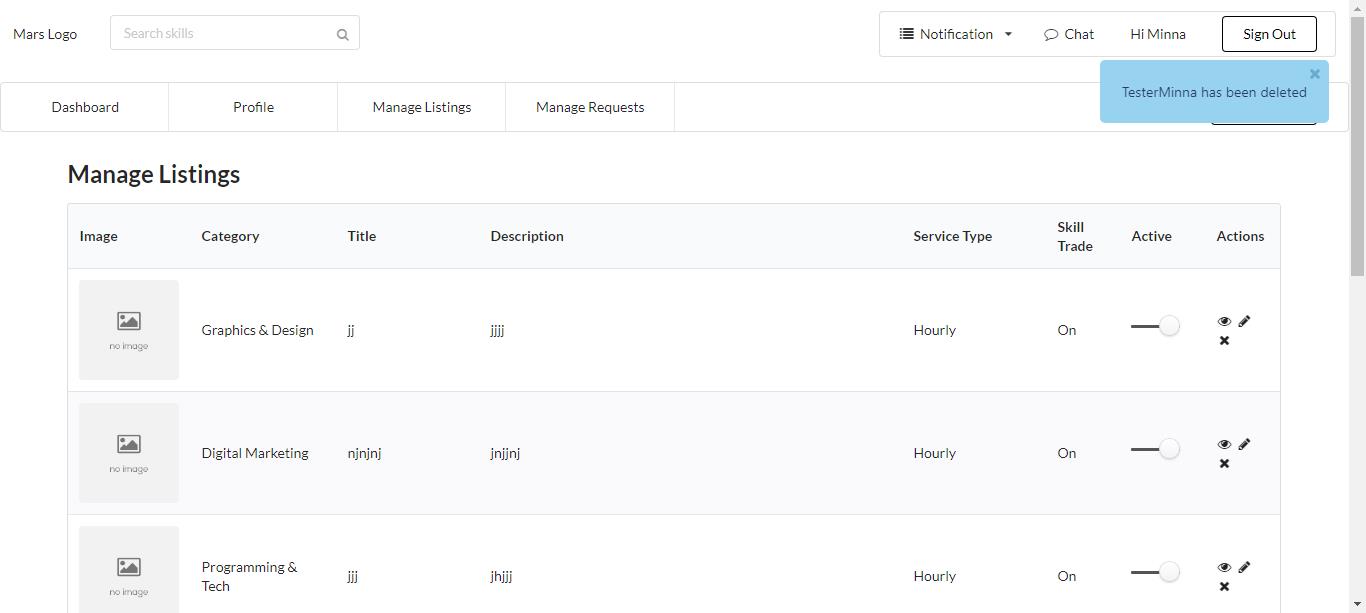 Mars Logo
Search skills
Notification
Chat
Hi Minna
Sign Out
TesterMinna has been deleted
Dashboard
Profile
Manage Listings
Manage Requests
Manage Listings
Image
Category
Title
Description
Service Type
Skill
Trade
Active
Actions
no image
Graphics & Design
jj
jjjj
Hourly
On
no image
Digital Marketing
njnjnj
jnjjnj
Hourly
On
no image
Programming &
Tech
jjj
jhjjj
Hourly
On